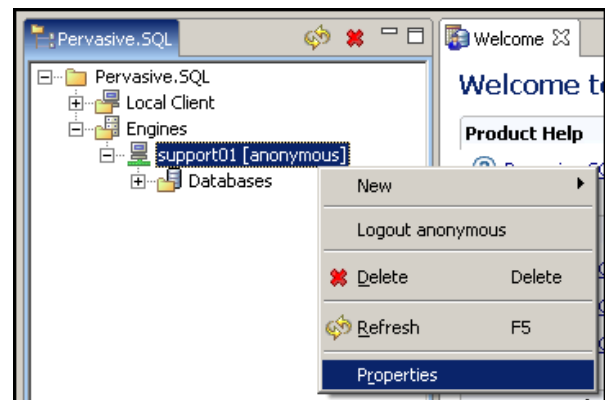 Pervasive.SQL
Welcome
Pervasive.SQL
Local Client
Engines
support01 [anonymous]
Databases
Welcome t
Product Help
New
Logout anonymous
Delete Delete
Refresh F5
Properties